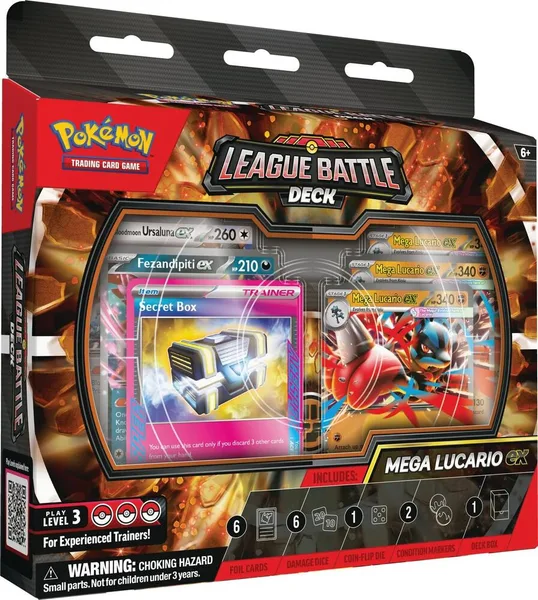 POKéMON
TRADING CARD GAME
LEAGUE BATTLE
DECK
6+
LEAGUE BATTLE
DECK
Bloodmoon Ursaluna ex HP 260
Fezandipiti ex HP 210
Item TRAINER
Secret Box
You can use this card only if you discard 3 other cards
from your hand.
Mega Lucario ex
Mega Lucario ex 340
STAGE 1 Mega Lucario ex 340
INCLUDES:
MEGA LUCARIO ex
PLAY
LEVEL 3
For Experienced Trainers!
6 FOIL CARDS
6 DAMAGE DICE
1 COIN-FLIP DIE
2 CONDITION MARKERS
1 DECK BOX
WARNING: CHOKING HAZARD
Small parts. Not for children under 3 years.